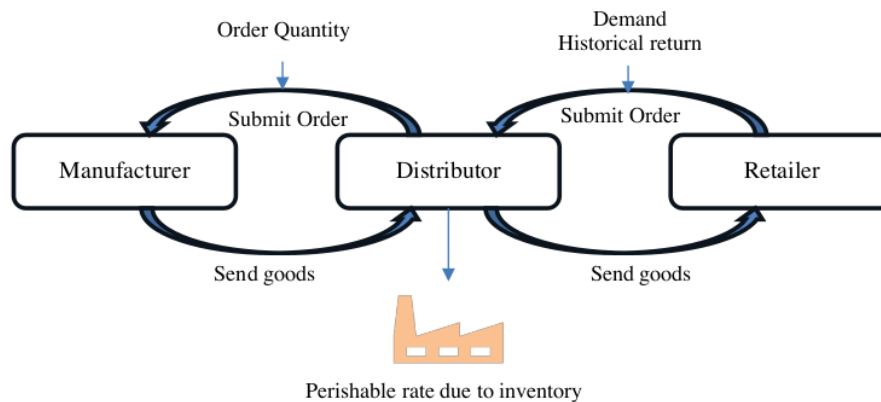 Order Quantity
Demand
Historical return
Submit Order
Submit Order
Manufacturer
Distributor
Retailer
Send goods
Send goods
Perishable rate due to inventory